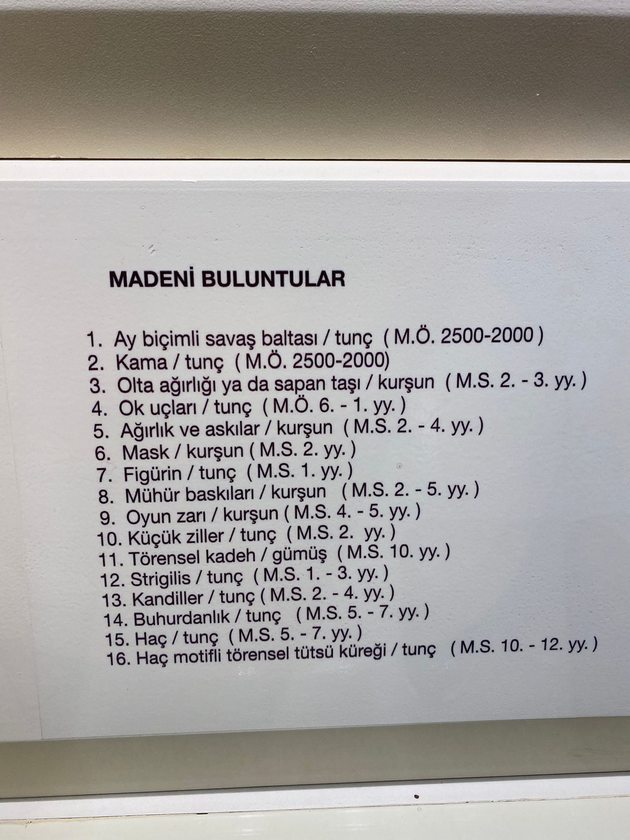 MADENİ BULUNTULAR
1. Ay biçimli savaş baltası / tunç ( M.Ö. 2500-2000 )
2. Kama / tunç ( M.Ö. 2500-2000)
3. Olta ağırlığı ya da sapan taşı / kurşun ( M.S. 2. - 3. yy. )
4. Ok uçları / tunç ( M.Ö. 6. - 1. yy. )
5. Ağırlık ve askılar / kurşun ( M.S. 2. - 4. yy. )
6. Mask / kurşun ( M.S. 2. yy. )
7. Figürin / tunç ( M.S. 1. yy. )
8. Mühür baskıları / kurşun ( M.S. 2. - 5. yy. )
9. Oyun zarı / kurşun ( M.S. 4. - 5. yy. )
10. Küçük ziller / tunç ( M.S. 2. yy. )
11. Törensel kadeh / gümüş ( M.S. 10. yy. )
12. Strigilis / tunç ( M.S. 1. - 3. yy. )
13. Kandiller / tunç ( M.S. 2. - 4. yy. )
14. Buhurdanlık / tunç ( M.S. 5. - 7. yy. )
15. Haç / tunç ( M.S. 5. - 7. yy. )
16. Haç motifli törensel tütsü küreği / tunç ( M.S. 10. - 12. yy. )